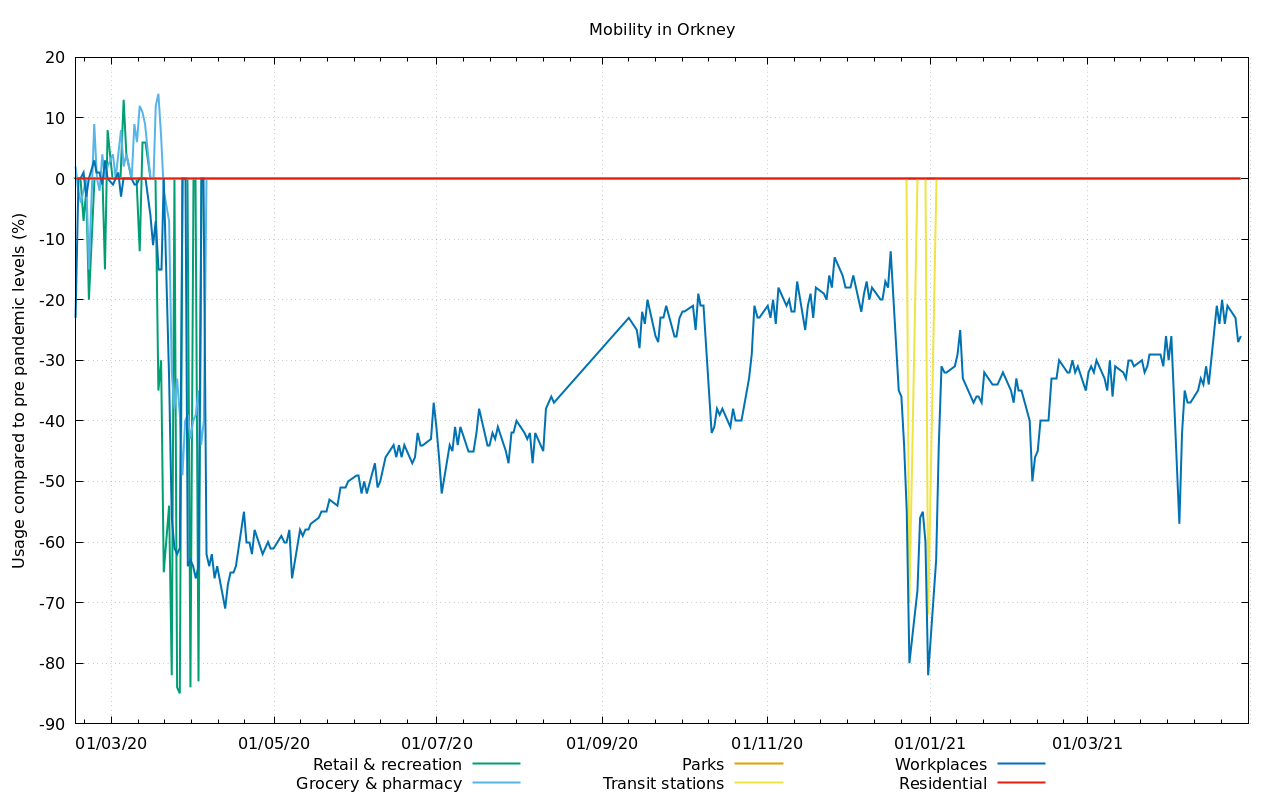 Mobility in Orkney
Usage compared to pre pandemic levels (%)
20
10
0
-10
-20
-30
-40
-50
-60
-70
-80
-90
01/03/20 01/05/20 01/07/20 01/09/20 01/11/20 01/01/21 01/03/21
Retail & recreation Parks Workplaces
Grocery & pharmacy Transit stations Residential